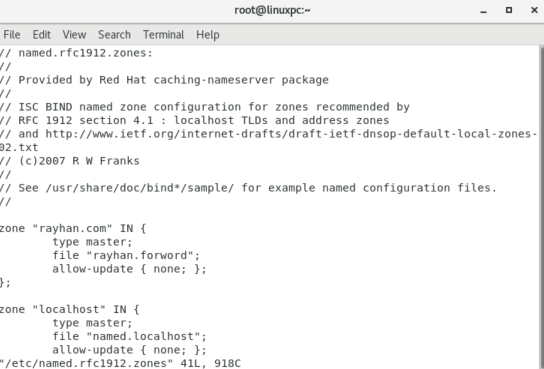 root@linuxpc:~
File Edit View Search Terminal Help
// named.rfc1912.zones:
//
// Provided by Red Hat caching-nameserver package
//
// ISC BIND named zone configuration for zones recommended by
// RFC 1912 section 4.1 : localhost TLDs and address zones
// and http://www.ietf.org/internet-drafts/draft-ietf-dnsop-default-local-zones-
02.txt
// (c)2007 R W Franks
//
// See /usr/share/doc/bind*/sample/ for example named configuration files.
//
zone "rayhan.com" IN {
type master;
file "rayhan.forword";
allow-update { none; };
};
zone "localhost" IN {
type master;
file "named.localhost";
allow-update { none; };
"/etc/named.rfc1912.zones" 41L, 918C